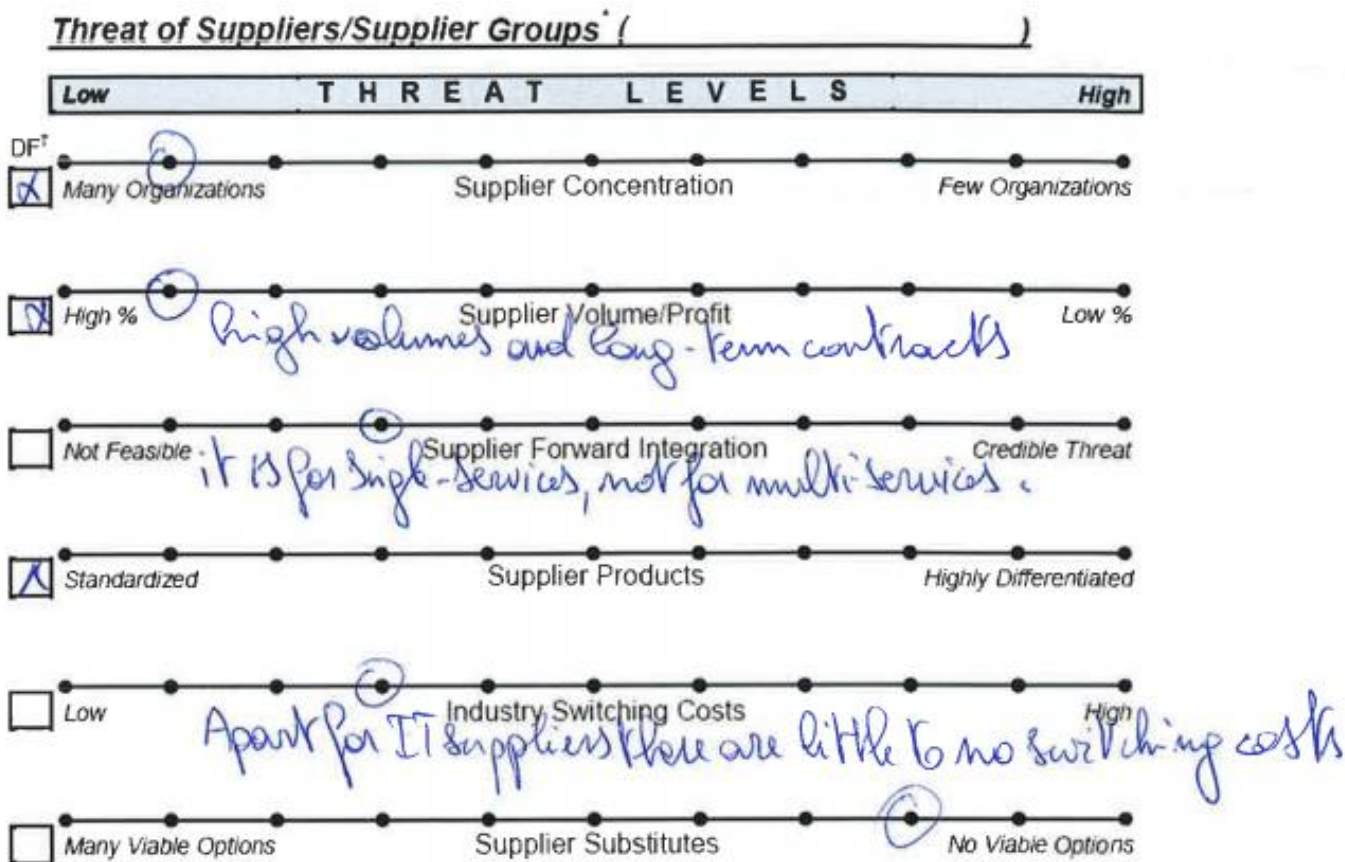 Threat of Suppliers/Supplier Groups* ( )
Low THREAT LEVELS High
DF†
Many Organizations Supplier Concentration Few Organizations
High % Supplier Volume/Profit Low %
high volumes and long-term contracts
Not Feasible Supplier Forward Integration Credible Threat
it is for single-services, not for multi-services.
Standardized Supplier Products Highly Differentiated
Low Industry Switching Costs High
Apart for IT suppliers there are little to no switching costs
Many Viable Options Supplier Substitutes No Viable Options